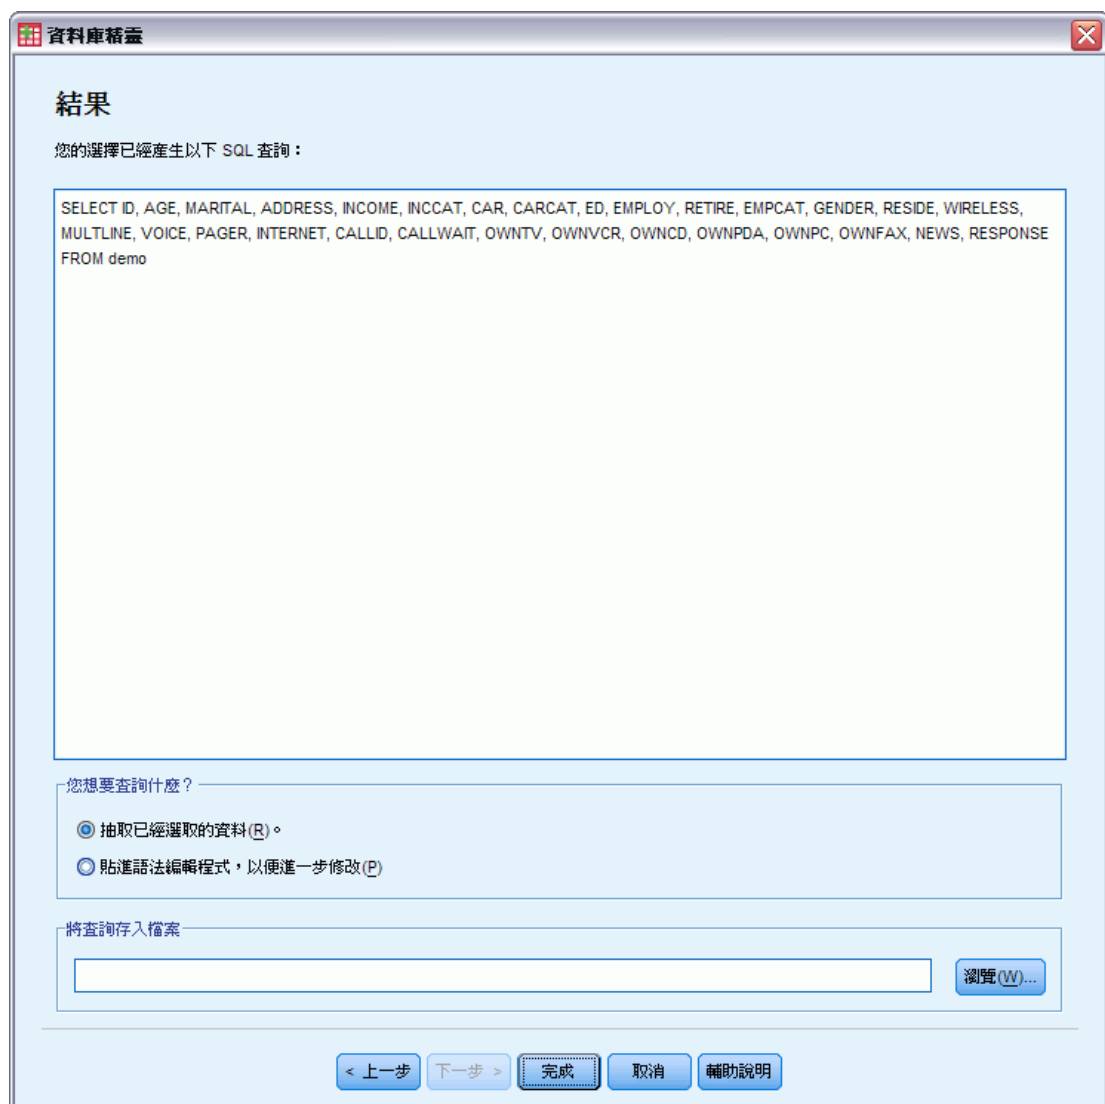 資料庫精靈
結果
您的選擇已經產生以下 SQL 查詢：
SELECT ID, AGE, MARITAL, ADDRESS, INCOME, INCCAT, CAR, CARCAT, ED, EMPLOY, RETIRE, EMPCAT, GENDER, RESIDE, WIRELESS,
MULTLINE, VOICE, PAGER, INTERNET, CALLID, CALLWAIT, OWNTV, OWNVCR, OWNCD, OWNPDA, OWNPC, OWNFAX, NEWS, RESPONSE
FROM demo
您想要查詢什麼？
抽取已經選取的資料(R)。
貼進語法編輯程式，以便進一步修改(P)
將查詢存入檔案
瀏覽(W)...
< 上一步
下一步 >
完成
取消
輔助說明